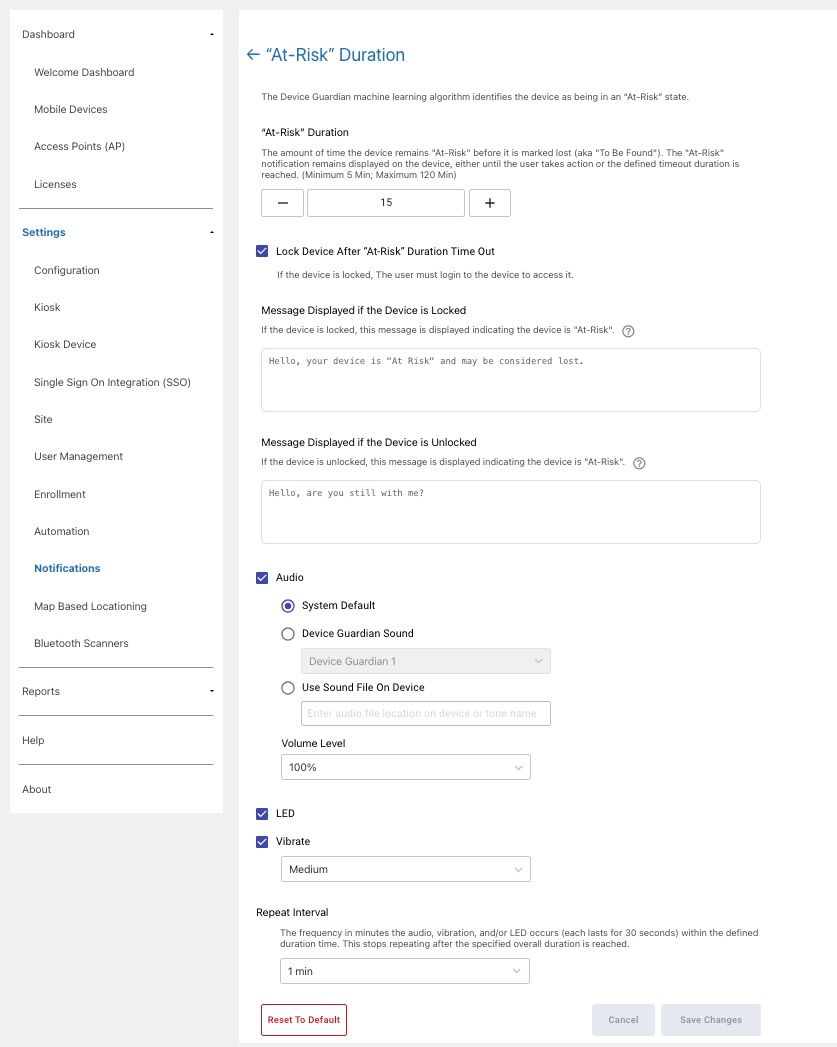 Dashboard
Welcome Dashboard
Mobile Devices
Access Points (AP)
Licenses
Settings
Configuration
Kiosk
Kiosk Device
Single Sign On Integration (SSO)
Site
User Management
Enrollment
Automation
Notifications
Map Based Locationing
Bluetooth Scanners
Reports
Help
About
← “At-Risk” Duration
The Device Guardian machine learning algorithm identifies the device as being in an “At-Risk” state.
“At-Risk” Duration
The amount of time the device remains "At-Risk" before it is marked lost (aka "To Be Found"). The "At-Risk"
notification remains displayed on the device, either until the user takes action or the defined timeout duration is
reached. (Minimum 5 Min; Maximum 120 Min)
− 15 +
Lock Device After “At-Risk” Duration Time Out
If the device is locked, The user must login to the device to access it.
Message Displayed if the Device is Locked
If the device is locked, this message is displayed indicating the device is "At-Risk". ?
Hello, your device is "At Risk" and may be considered lost.
Message Displayed if the Device is Unlocked
If the device is unlocked, this message is displayed indicating the device is "At-Risk". ?
Hello, are you still with me?
Audio
System Default
Device Guardian Sound
Device Guardian 1
Use Sound File On Device
Enter audio file location on device or tone name
Volume Level
100%
LED
Vibrate
Medium
Repeat Interval
The frequency in minutes the audio, vibration, and/or LED occurs (each lasts for 30 seconds) within the defined
duration time. This stops repeating after the specified overall duration is reached.
1 min
Reset To Default
Cancel
Save Changes